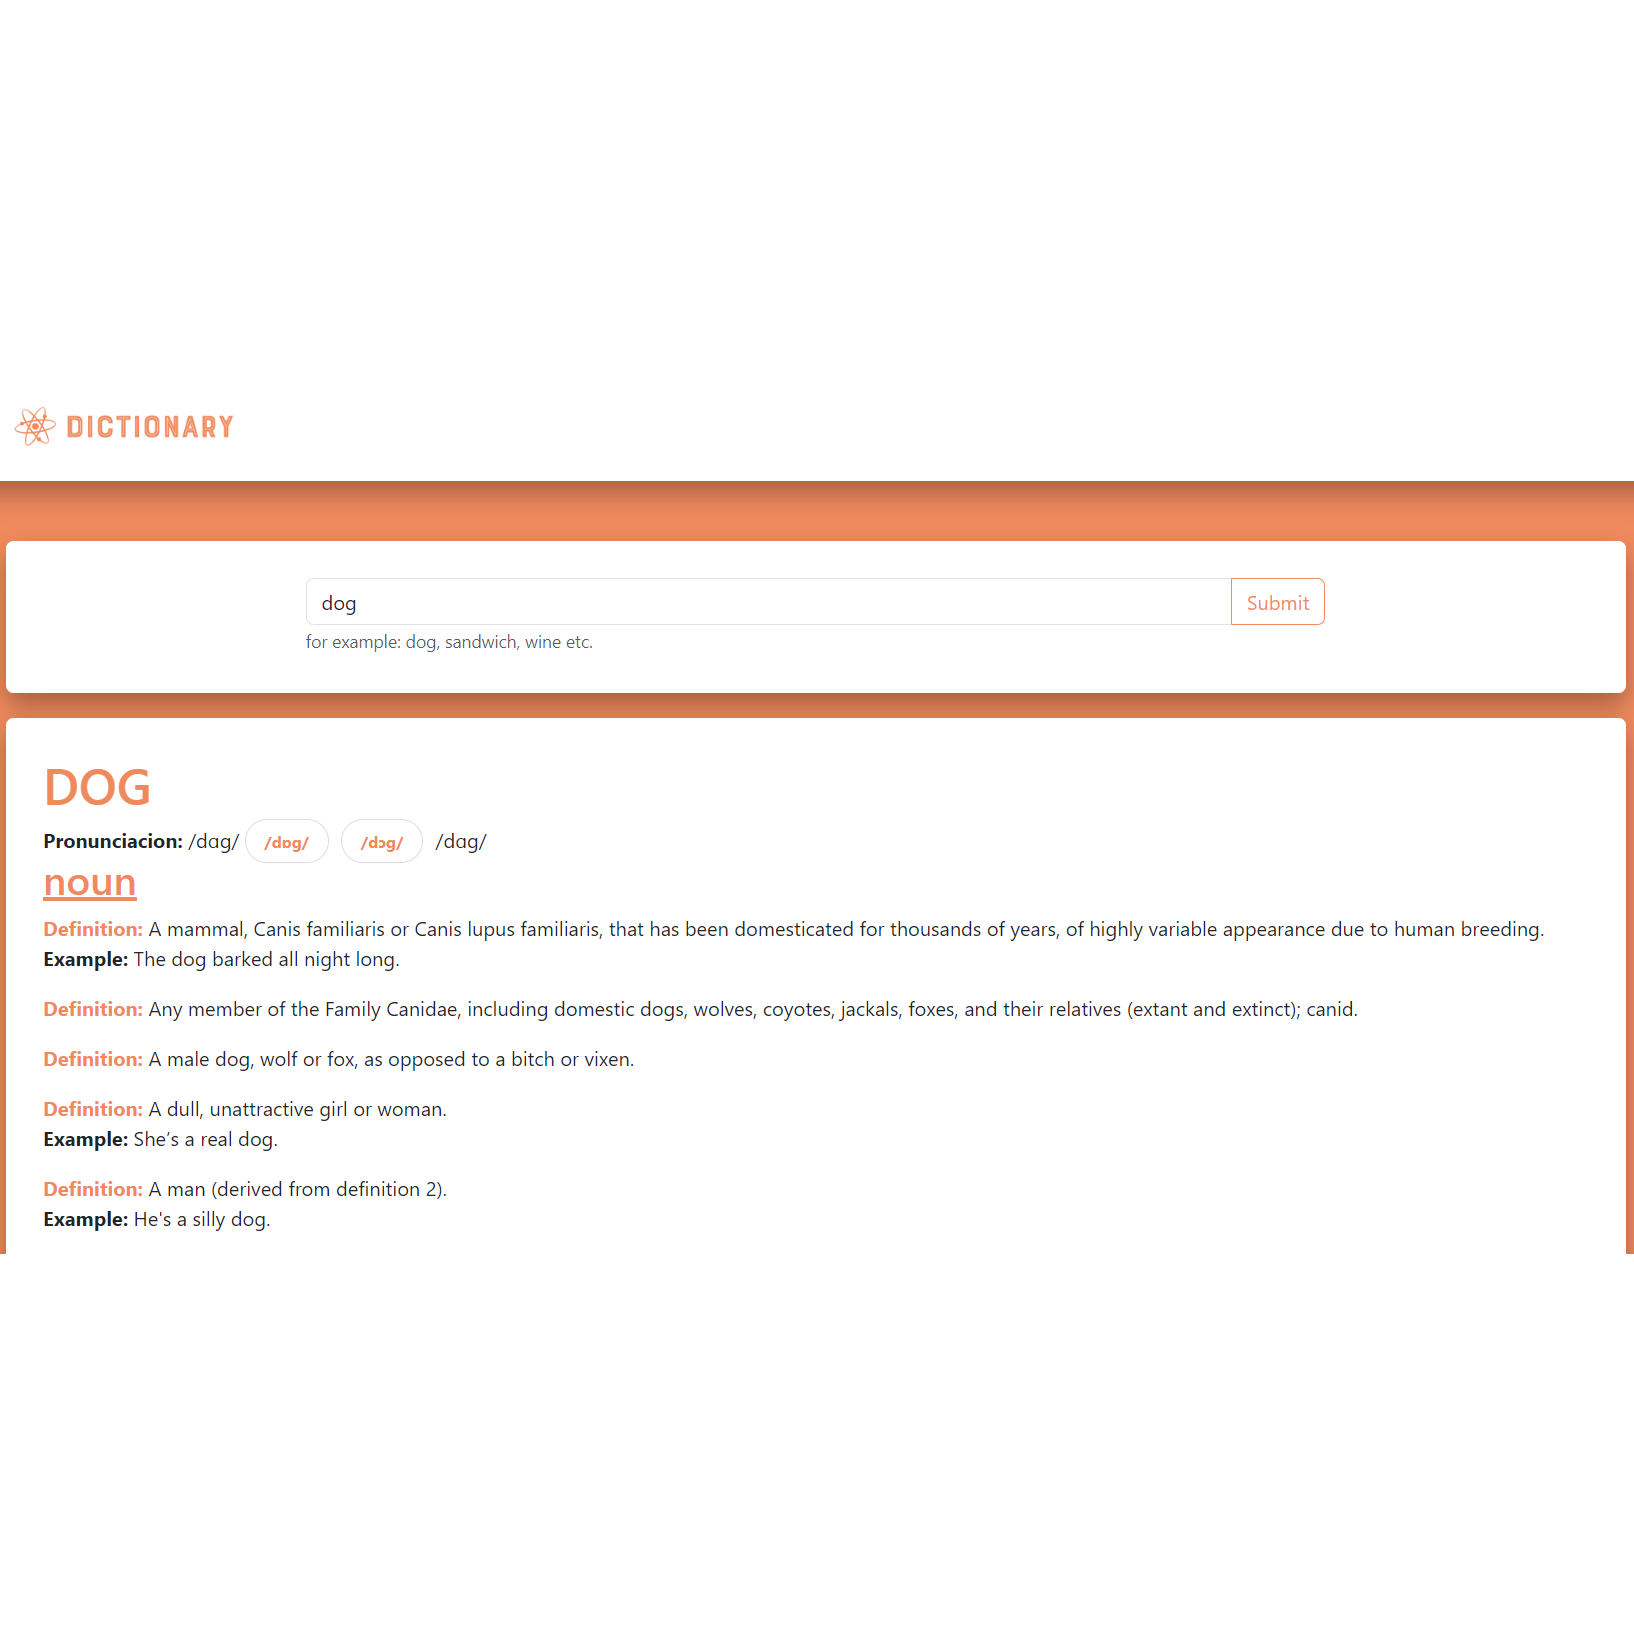 DICTIONARY
dog
Submit
for example: dog, sandwich, wine etc.
DOG
Pronunciacion: /dɑɡ/ /dɒɡ/ /dɔɡ/ /dɑɡ/
noun
Definition: A mammal, Canis familiaris or Canis lupus familiaris, that has been domesticated for thousands of years, of highly variable appearance due to human breeding.
Example: The dog barked all night long.
Definition: Any member of the Family Canidae, including domestic dogs, wolves, coyotes, jackals, foxes, and their relatives (extant and extinct); canid.
Definition: A male dog, wolf or fox, as opposed to a bitch or vixen.
Definition: A dull, unattractive girl or woman.
Example: She’s a real dog.
Definition: A man (derived from definition 2).
Example: He's a silly dog.